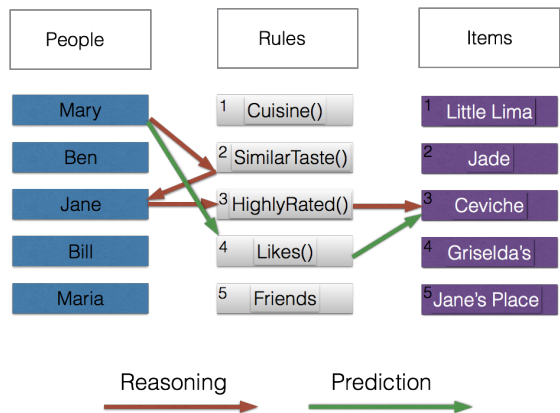 People Rules Items
Mary 1 Cuisine() 1 Little Lima
Ben 2 SimilarTaste() 2 Jade
Jane 3 HighlyRated() 3 Ceviche
Bill 4 Likes() 4 Griselda's
Maria 5 Friends 5 Jane's Place
Reasoning Prediction